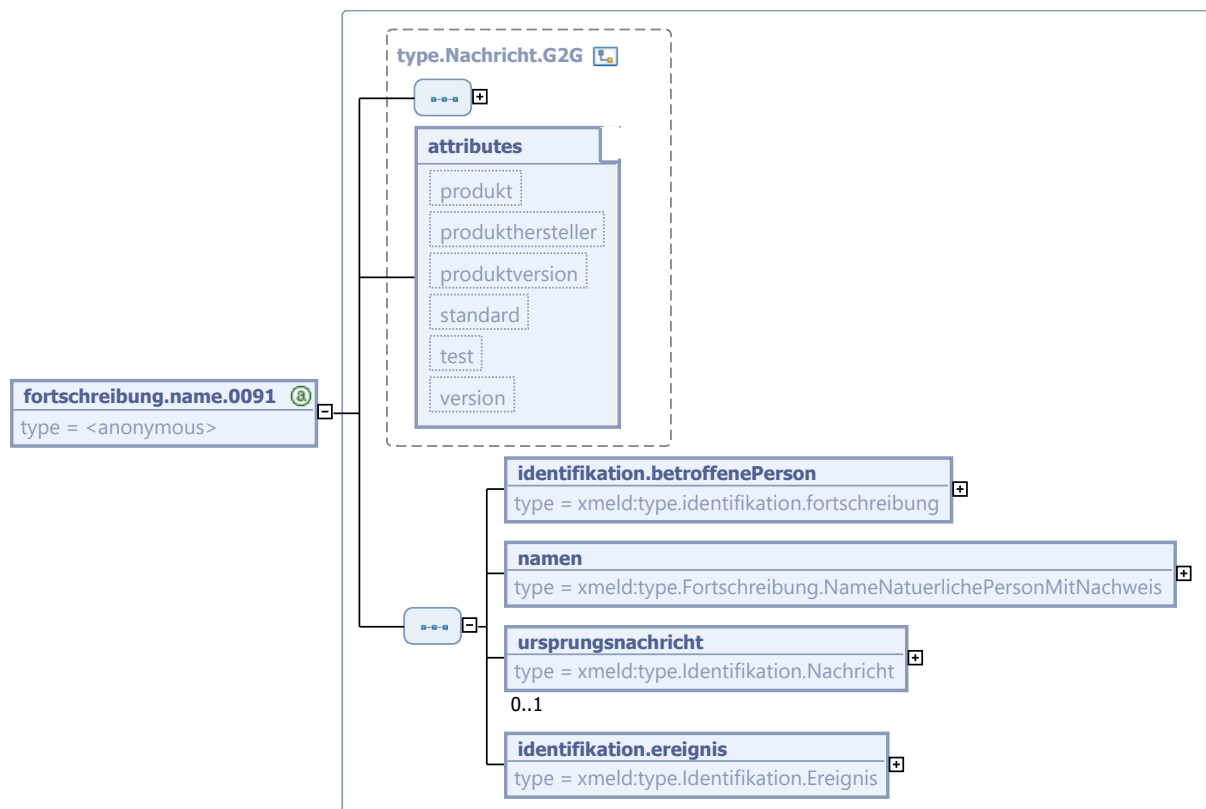 type.Nachricht.G2G
attributes
produkt
produkthersteller
produktversion
standard
test
version
fortschreibung.name.0091 a
type = <anonymous>
identifikation.betroffenePerson
type = xmeld:type.identifikation.fortschreibung
namen
type = xmeld:type.Fortschreibung.NameNatuerlichePersonMitNachweis
ursprungsnachricht
type = xmeld:type.Identifikation.Nachricht
0..1
identifikation.ereignis
type = xmeld:type.Identifikation.Ereignis